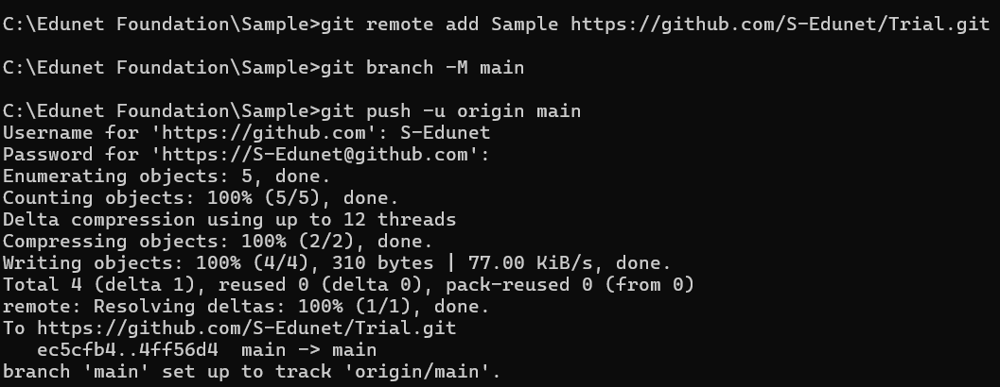 C:\Edunet Foundation\Sample>git remote add Sample https://github.com/S-Edunet/Trial.git
C:\Edunet Foundation\Sample>git branch -M main
C:\Edunet Foundation\Sample>git push -u origin main
Username for 'https://github.com': S-Edunet
Password for 'https://S-Edunet@github.com':
Enumerating objects: 5, done.
Counting objects: 100% (5/5), done.
Delta compression using up to 12 threads
Compressing objects: 100% (2/2), done.
Writing objects: 100% (4/4), 310 bytes | 77.00 KiB/s, done.
Total 4 (delta 1), reused 0 (delta 0), pack-reused 0 (from 0)
remote: Resolving deltas: 100% (1/1), done.
To https://github.com/S-Edunet/Trial.git
   ec5cfb4..4ff56d4  main -> main
branch 'main' set up to track 'origin/main'.